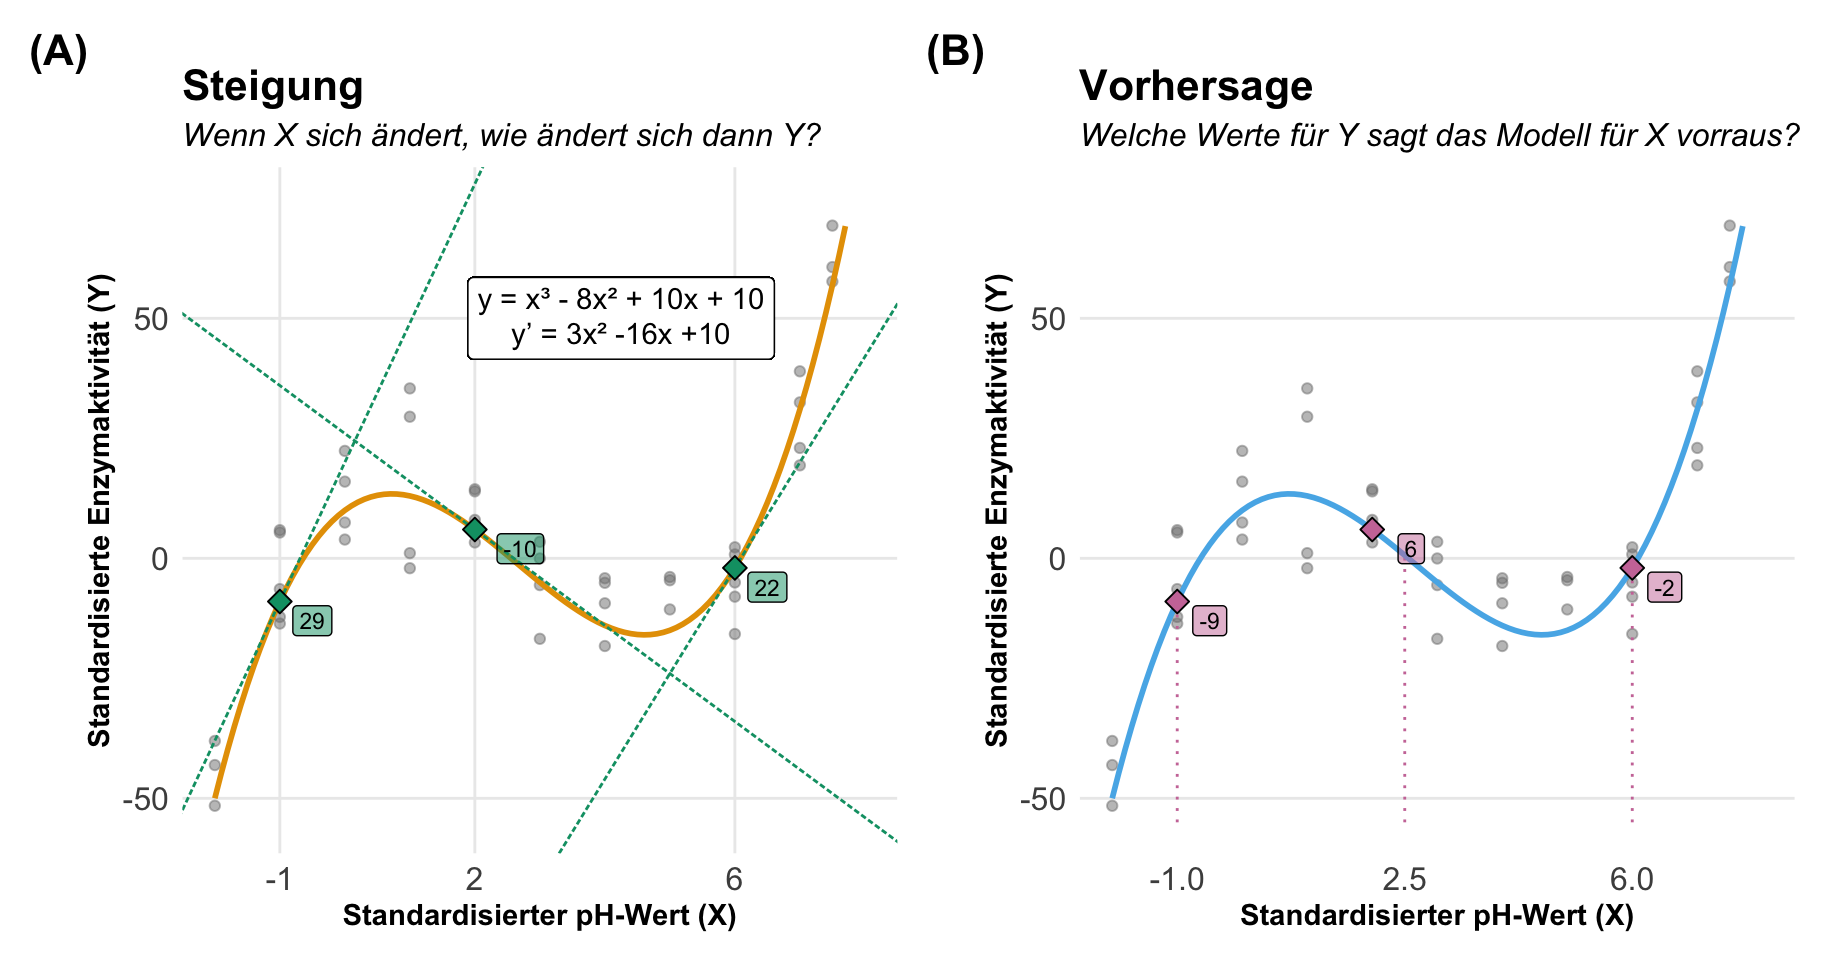 (A)
Steigung
Wenn X sich ändert, wie ändert sich dann Y?
Standardisierte Enzymaktivität (Y)
50
0
-50
y = x³ - 8x² + 10x + 10
y’ = 3x² -16x +10
29
-10
22
-1
2
6
Standardisierter pH-Wert (X)
(B)
Vorhersage
Welche Werte für Y sagt das Modell für X vorraus?
Standardisierte Enzymaktivität (Y)
50
0
-50
-9
6
-2
-1.0
2.5
6.0
Standardisierter pH-Wert (X)